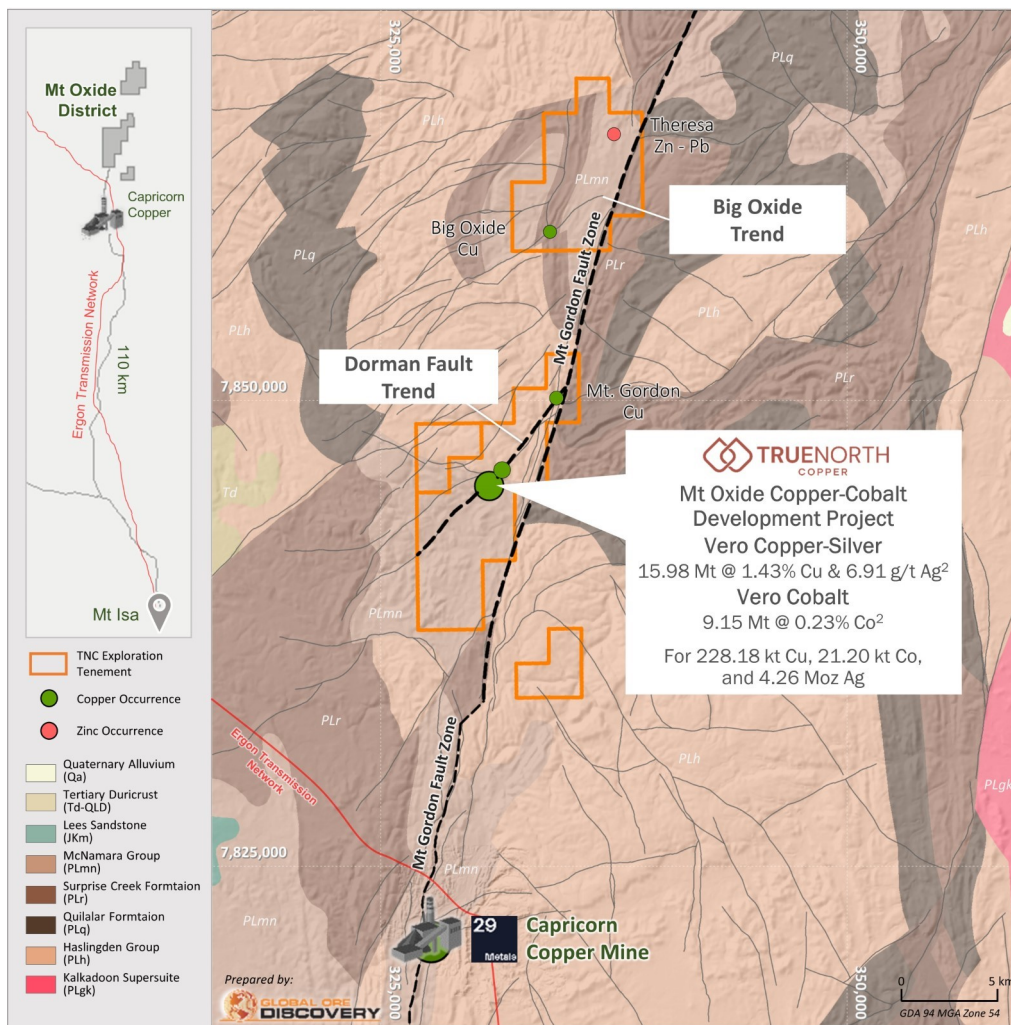 Mt Oxide
District
Capricorn
Copper
Ergon Transmission Network
110 km
Mt Isa
TNC Exploration
Tenement
Copper Occurrence
Zinc Occurrence
Quaternary Alluvium
(Qa)
Tertiary Duricrust
(Td-QLD)
Lees Sandstone
(JKm)
McNamara Group
(PLmn)
Surprise Creek Formtaion
(PLr)
Quilalar Formtaion
(PLq)
Haslingden Group
(PLh)
Kalkadoon Supersuite
(PLgk)
325,000
350,000
PLq
PLh
Theresa
Zn - Pb
PLmn
Big Oxide
Trend
Big Oxide
Cu
PLh
PLq
PLr
PLh
PLh
Mt Gordon Fault Zone
Dorman Fault
Trend
7,850,000
Mt. Gordon
Cu
PLr
Td
TRUENORTH
COPPER
Mt Oxide Copper-Cobalt
Development Project
Vero Copper-Silver
15.98 Mt @ 1.43% Cu & 6.91 g/t Ag²
Vero Cobalt
9.15 Mt @ 0.23% Co²
For 228.18 kt Cu, 21.20 kt Co,
and 4.26 Moz Ag
PLmn
PLr
Ergon Transmission
Network
Mt Gordon Fault Zone
PLh
PLgk
7,825,000
PLmn
PLmn
29
Metals
Capricorn
Copper Mine
Prepared by:
GLOBAL ORE
DISCOVERY
325,000
350,000
0 5 km
GDA 94 MGA Zone 54